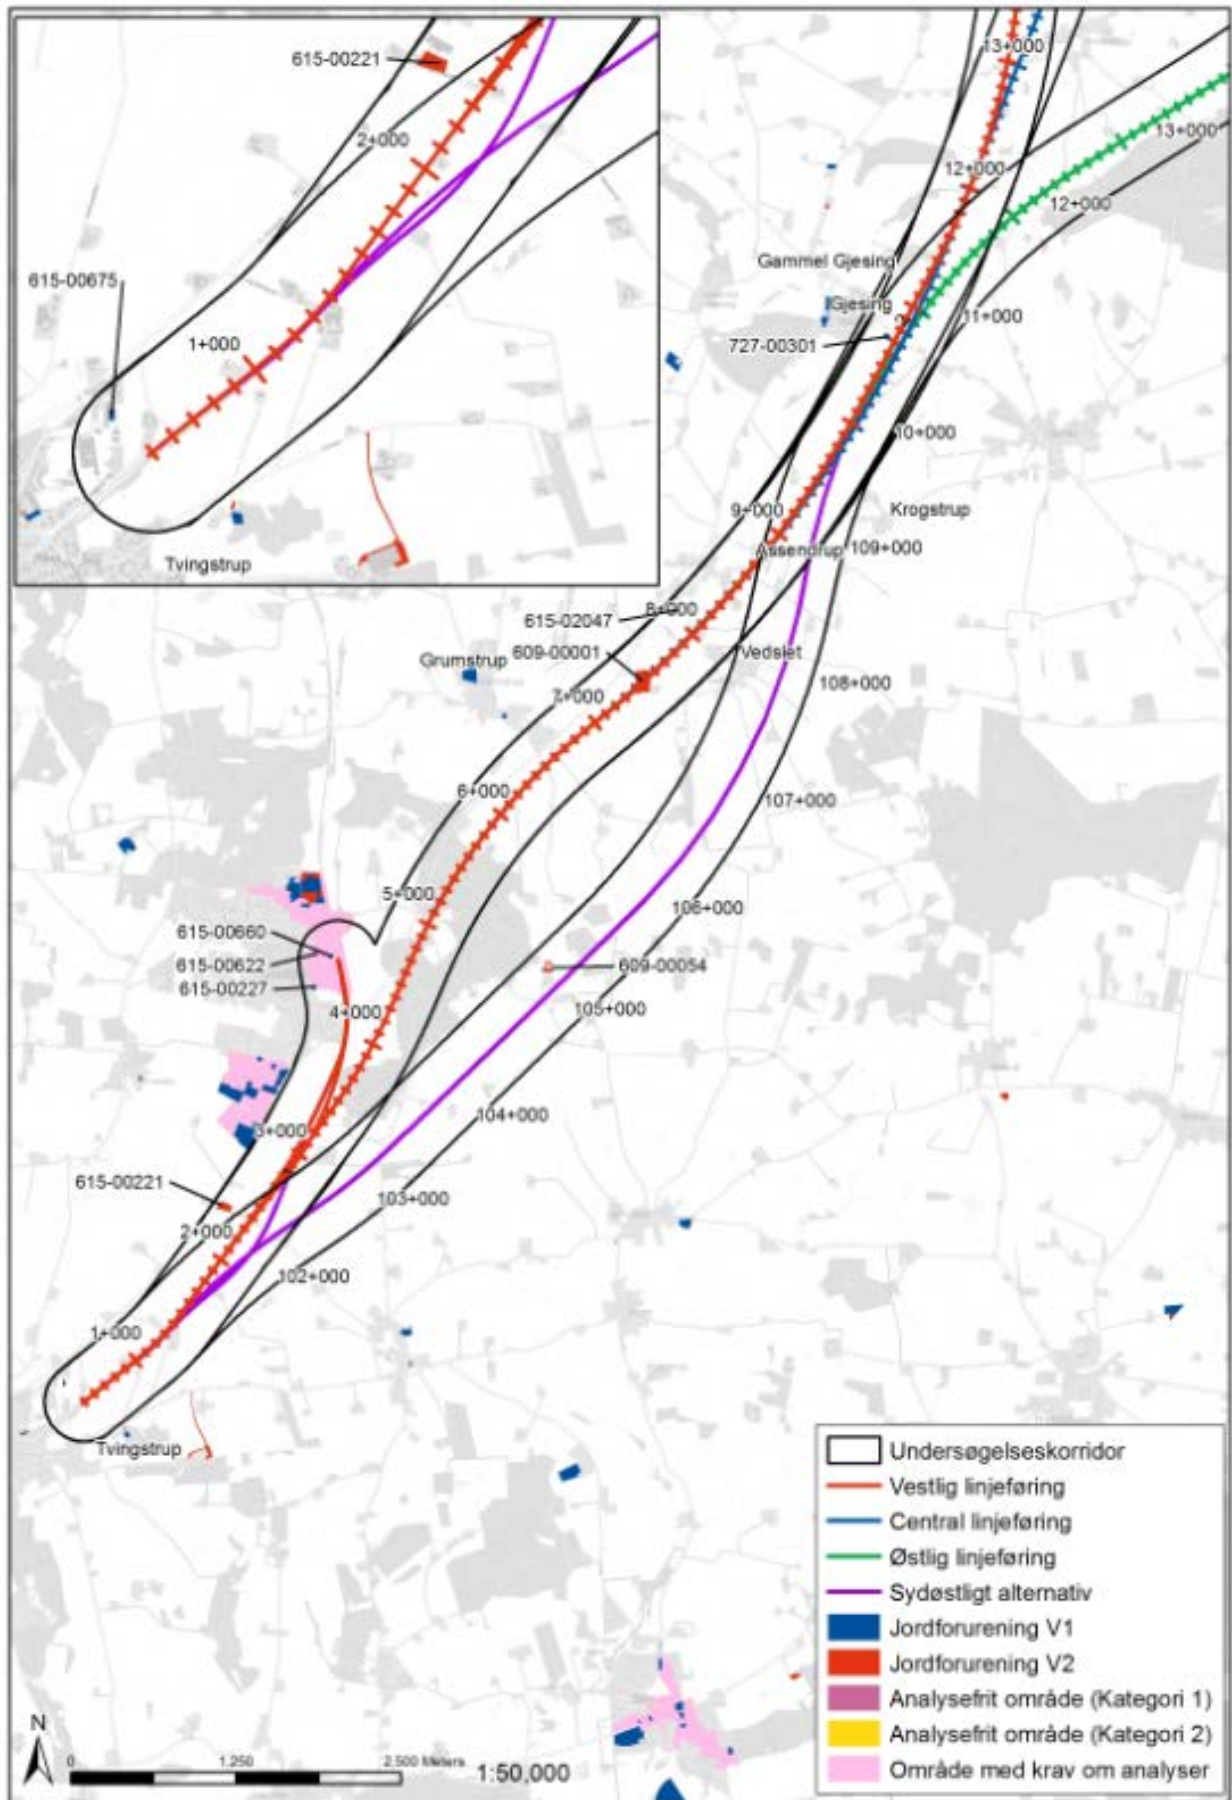 615-00221
2+000
615-00675
1+000
Tvingstrup
13+000
13+000
12+000
12+000
Gammel Gjesing
Gjesing
11+000
727-00301
10+000
9+000
Krogstrup
Assendrup
109+000
8+000
615-02047
609-00001
Vedslet
Grumstrup
7+000
108+000
6+000
107+000
5+000
106+000
615-00660
615-00622
609-00054
615-00227
4+000
105+000
104+000
3+000
615-00221
103+000
2+000
102+000
1+000
Tvingstrup
Undersøgelseskorridor
Vestlig linjeføring
Central linjeføring
Østlig linjeføring
Sydøstligt alternativ
Jordforurening V1
Jordforurening V2
Analysefrit område (Kategori 1)
Analysefrit område (Kategori 2)
Område med krav om analyser
N
0 1.250 2.500 Meters
1:50,000